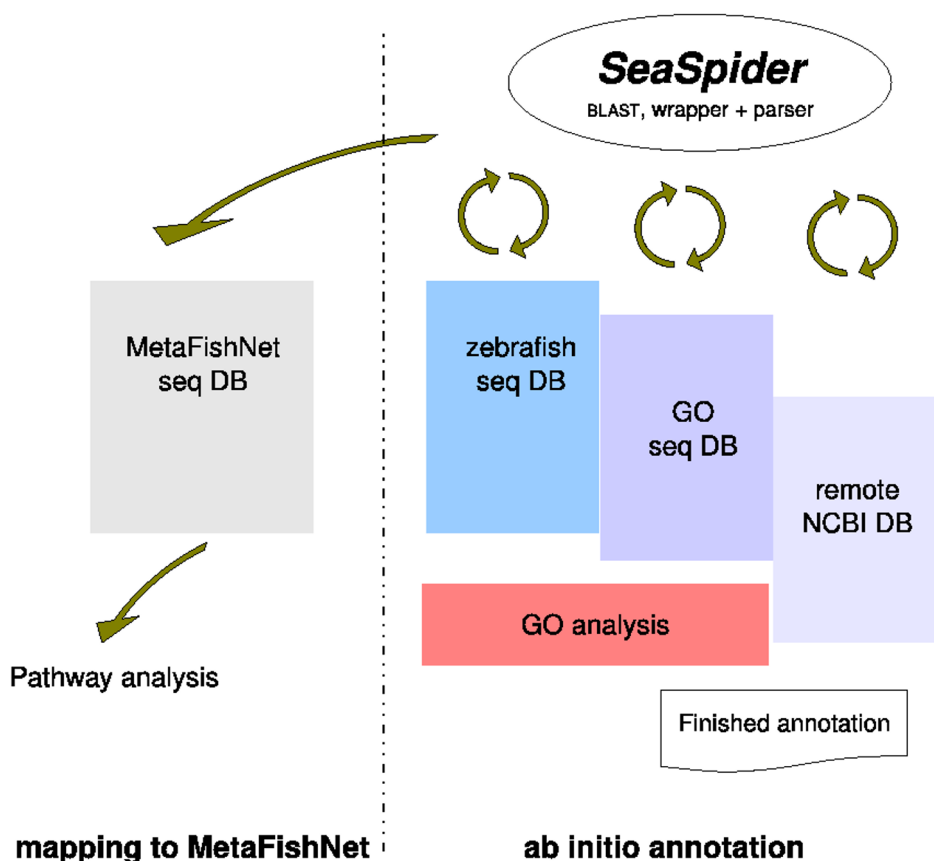 SeaSpider
BLAST, wrapper + parser
MetaFishNet
seq DB
zebrafish
seq DB
GO
seq DB
remote
NCBI DB
GO analysis
Pathway analysis
Finished annotation
mapping to MetaFishNet
ab initio annotation